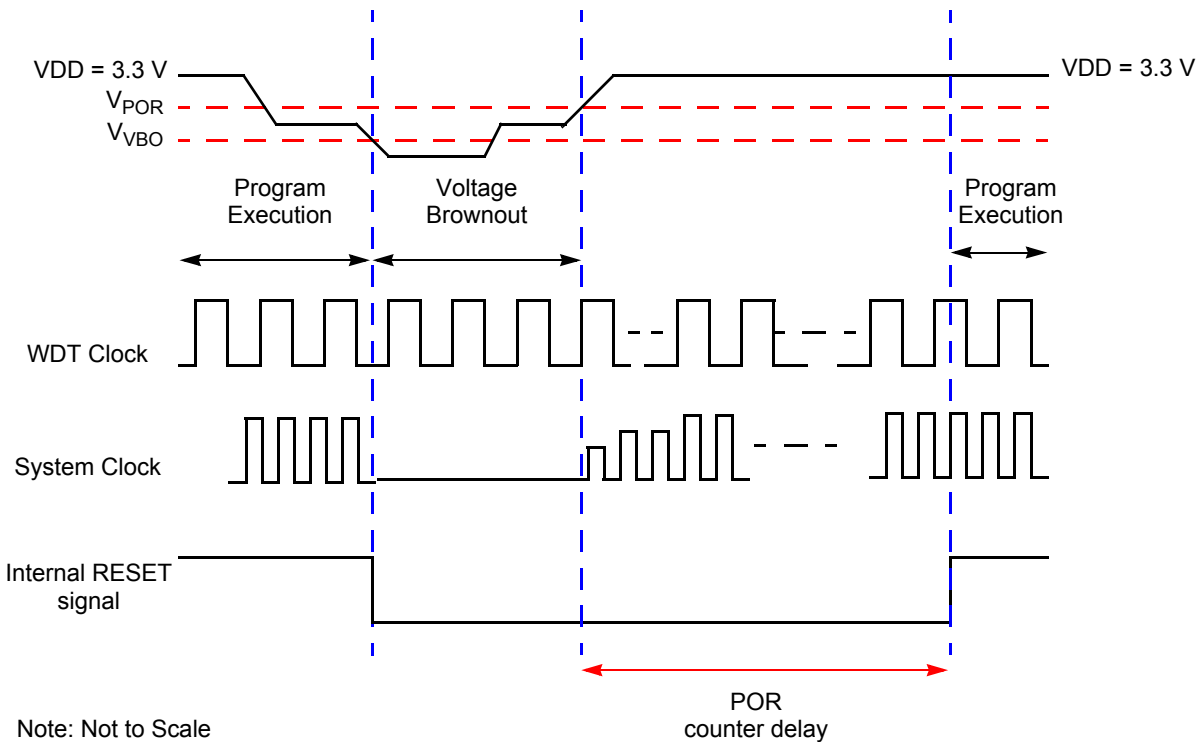 VDD = 3.3 V
VDD = 3.3 V
VPOR
VVBO
Program
Execution
Voltage
Brownout
Program
Execution
WDT Clock
System Clock
Internal RESET
signal
POR
counter delay
Note: Not to Scale